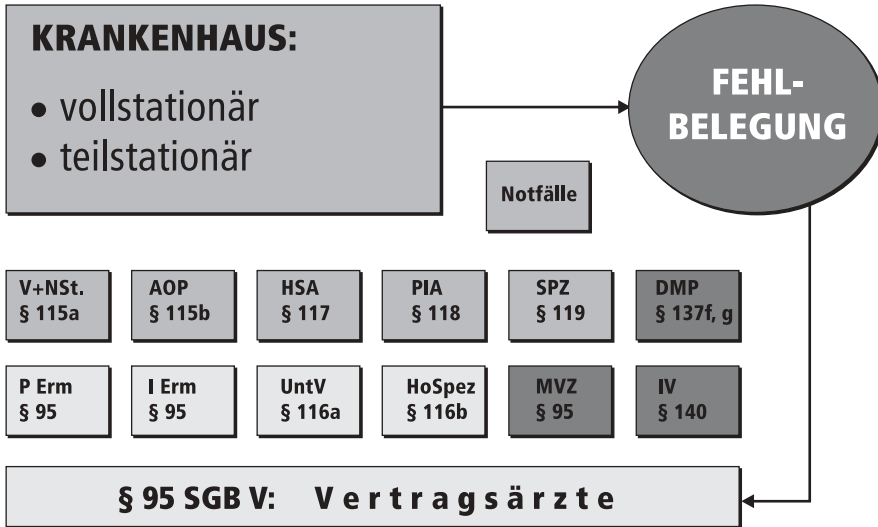 KRANKENHAUS:
• vollstationär
• teilstationär
FEHL-
BELEGUNG
Notfälle
V+NSt.
§ 115a
AOP
§ 115b
HSA
§ 117
PIA
§ 118
SPZ
§ 119
DMP
§ 137f, g
P Erm
§ 95
I Erm
§ 95
UntV
§ 116a
HoSpez
§ 116b
MVZ
§ 95
IV
§ 140
§ 95 SGB V: Vertragsärzte